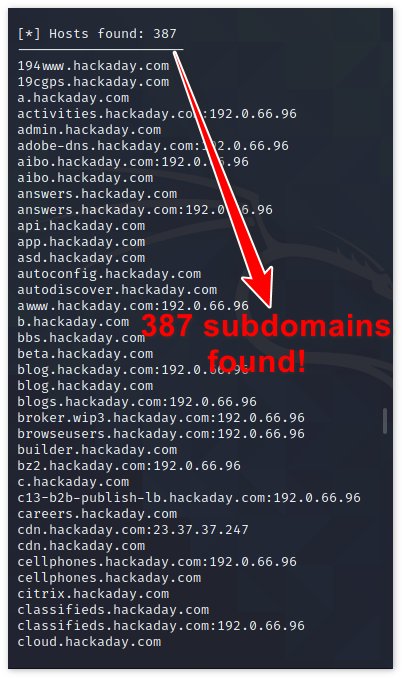 [*] Hosts found: 387
---------------------
194www.hackaday.com
19cgps.hackaday.com
a.hackaday.com
activities.hackaday.com:192.0.66.96
admin.hackaday.com
adobe-dns.hackaday.com:192.0.66.96
aibo.hackaday.com:192.0.66.96
aibo.hackaday.com
answers.hackaday.com
answers.hackaday.com:192.0.66.96
api.hackaday.com
app.hackaday.com
asd.hackaday.com
autoconfig.hackaday.com
autodiscover.hackaday.com
awww.hackaday.com:192.0.66.96
b.hackaday.com
387 subdomains
bbs.hackaday.com
beta.hackaday.com
blog.hackaday.com:192.0.66.96
found!
blog.hackaday.com
blogs.hackaday.com:192.0.66.96
broker.wip3.hackaday.com:192.0.66.96
browseusers.hackaday.com:192.0.66.96
builder.hackaday.com
bz2.hackaday.com:192.0.66.96
c.hackaday.com
c13-b2b-publish-lb.hackaday.com:192.0.66.96
careers.hackaday.com
cdn.hackaday.com:23.37.37.247
cdn.hackaday.com
cellphones.hackaday.com:192.0.66.96
cellphones.hackaday.com
citrix.hackaday.com
classifieds.hackaday.com
classifieds.hackaday.com:192.0.66.96
cloud.hackaday.com